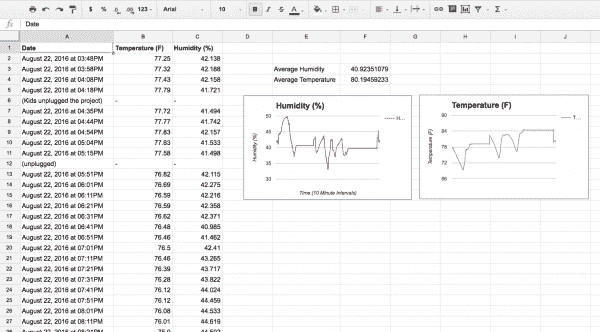 $ % .0 .00 123 Arial 10 B I S A
fx Date
A B C D E F G H I J
1 Date Temperature (F) Humidity (%)
2 August 22, 2016 at 03:48PM 77.25 42.138
3 August 22, 2016 at 03:58PM 77.32 42.188 Average Humidity 40.92351079
4 August 22, 2016 at 04:08PM 77.43 42.158 Average Temperature 80.19459233
5 August 22, 2016 at 04:18PM 77.79 41.721
6 (Kids unplugged the project) - -
7 August 22, 2016 at 04:35PM 77.72 41.494
8 August 22, 2016 at 04:44PM 77.77 41.742
9 August 22, 2016 at 04:54PM 77.83 42.157
10 August 22, 2016 at 05:04PM 77.83 41.533
11 August 22, 2016 at 05:15PM 77.58 41.498
12 (unplugged) - -
13 August 22, 2016 at 05:51PM 76.82 42.115
14 August 22, 2016 at 06:01PM 76.69 42.275
15 August 22, 2016 at 06:11PM 76.59 42.216
16 August 22, 2016 at 06:21PM 76.59 42.358
17 August 22, 2016 at 06:31PM 76.62 42.371
18 August 22, 2016 at 06:41PM 76.48 40.985
19 August 22, 2016 at 06:51PM 76.46 41.462
20 August 22, 2016 at 07:01PM 76.5 42.41
21 August 22, 2016 at 07:11PM 76.46 43.265
22 August 22, 2016 at 07:21PM 76.39 43.717
23 August 22, 2016 at 07:31PM 76.28 43.822
24 August 22, 2016 at 07:41PM 76.12 44.024
25 August 22, 2016 at 07:51PM 76.12 44.459
26 August 22, 2016 at 08:01PM 76.08 44.533
27 August 22, 2016 at 08:11PM 76.01 44.619
Humidity (%)
50
45
40
35
30
Humidity (%)
Time (10 Minute Intervals)
H...
Temperature (F)
90
84
78
72
66
Temperature (F)
T...